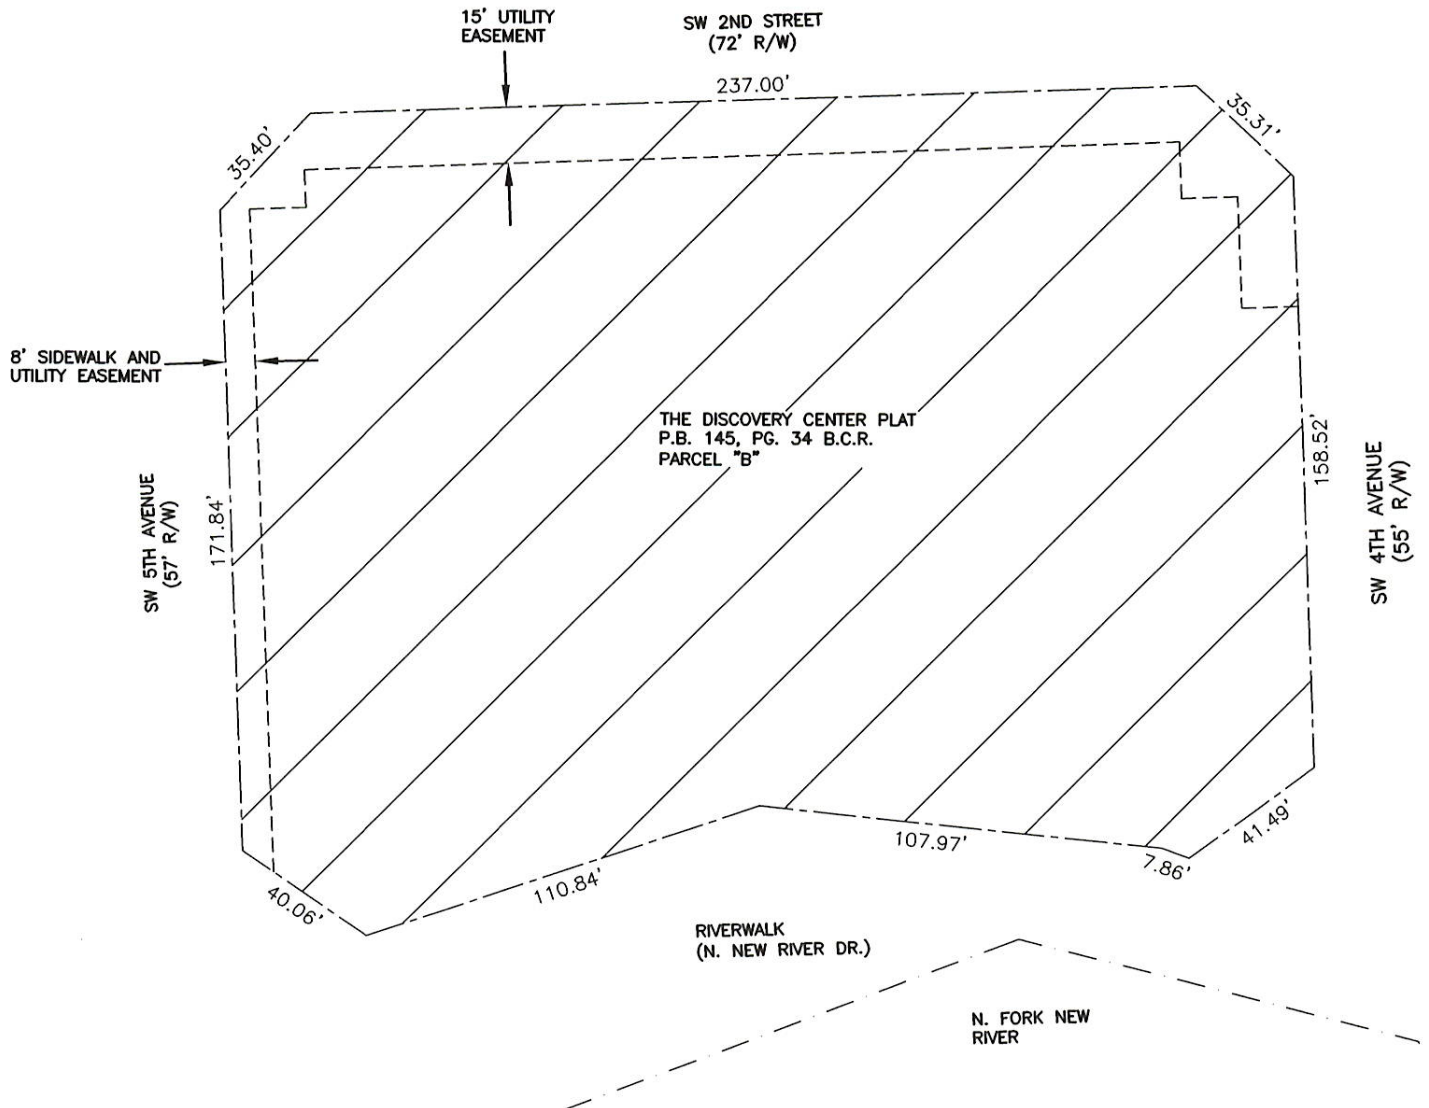 15' UTILITY
EASEMENT
SW 2ND STREET
(72' R/W)
237.00'
35.40'
35.31'
8' SIDEWALK AND
UTILITY EASEMENT
THE DISCOVERY CENTER PLAT
P.B. 145, PG. 34 B.C.R.
PARCEL "B"
SW 5TH AVENUE
(57' R/W)
171.84'
158.52'
SW 4TH AVENUE
(55' R/W)
40.06'
110.84'
107.97'
7.86'
41.49'
RIVERWALK
(N. NEW RIVER DR.)
N. FORK NEW
RIVER